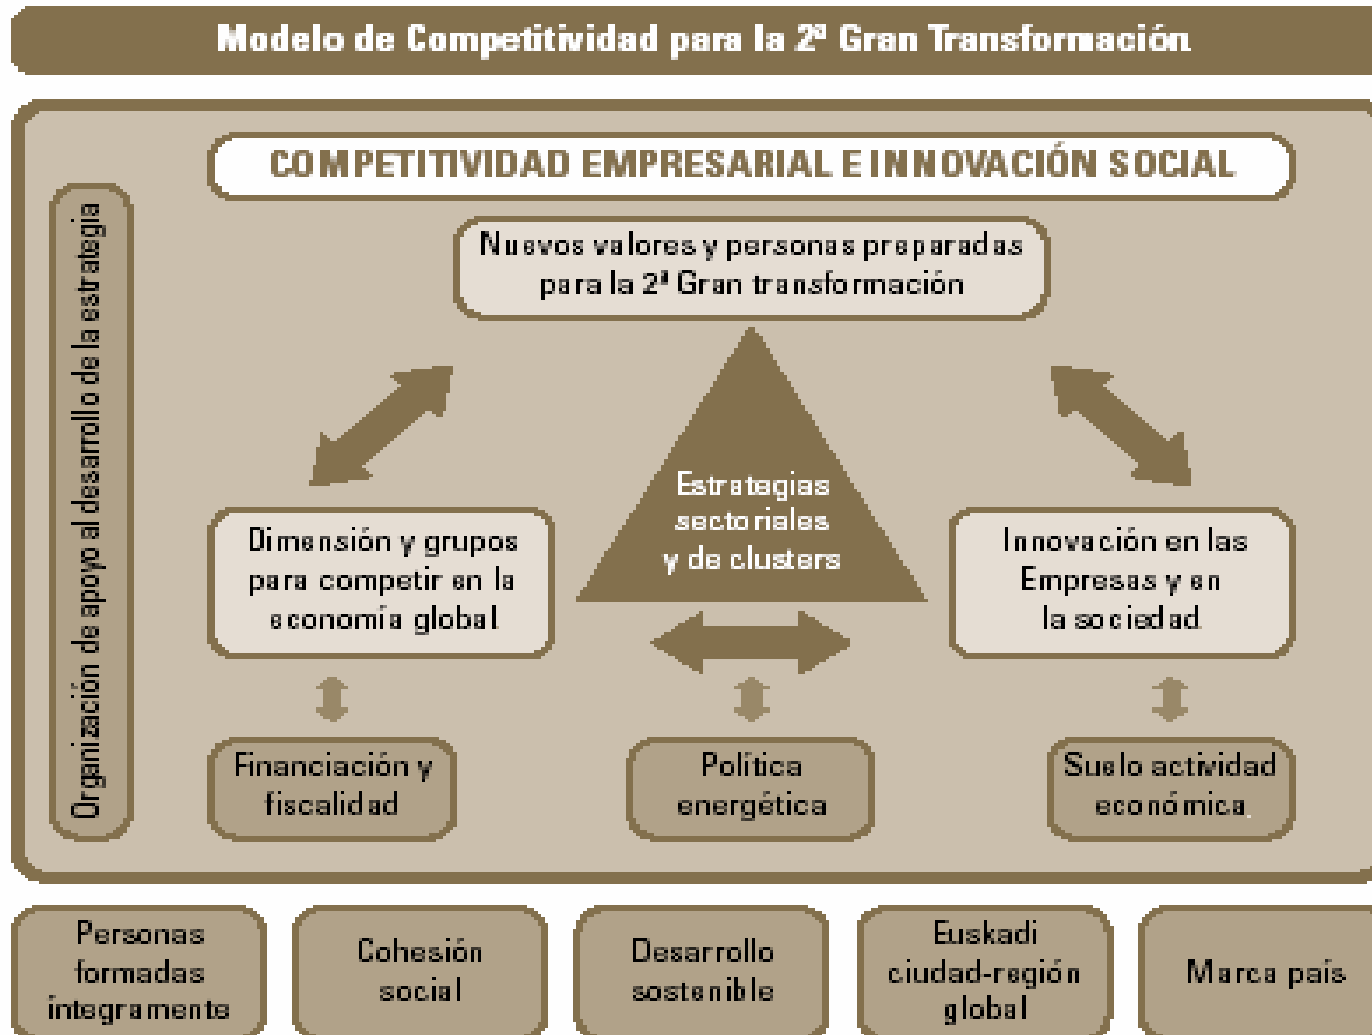 Modelo de Competitividad para la 2ª Gran Transformación
COMPETITIVIDAD EMPRESARIAL E INNOVACIÓN SOCIAL
Organización de apoyo al desarrollo de la estrategia
Nuevos valores y personas preparadas
para la 2ª Gran transformación
Estrategias
sectoriales
y de clusters
Dimensión y grupos
para competir en la
economía global
Innovación en las
Empresas y en
la sociedad
Financiación y
fiscalidad
Política
energética
Suelo actividad
económica.
Personas
formadas
íntegramente
Cohesión
social
Desarrollo
sostenible
Euskadi
ciudad-región
global
Marca país